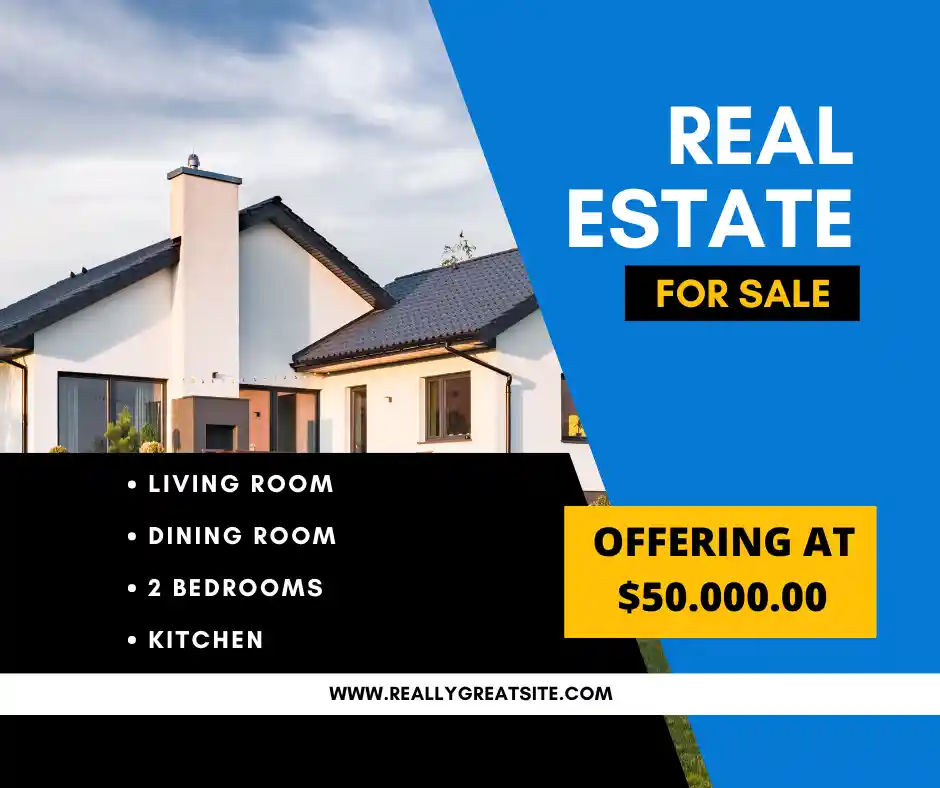 REAL
ESTATE
FOR SALE
• LIVING ROOM
• DINING ROOM
• 2 BEDROOMS
• KITCHEN
OFFERING AT
$50.000.00
WWW.REALLYGREATSITE.COM